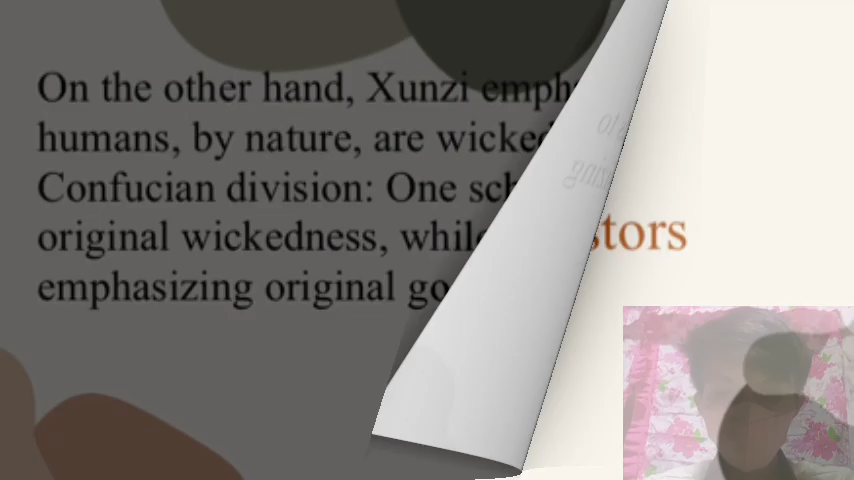 On the other hand, Xunzi emph
humans, by nature, are wicked
Confucian division: One sch
original wickedness, while
emphasizing original go
stors